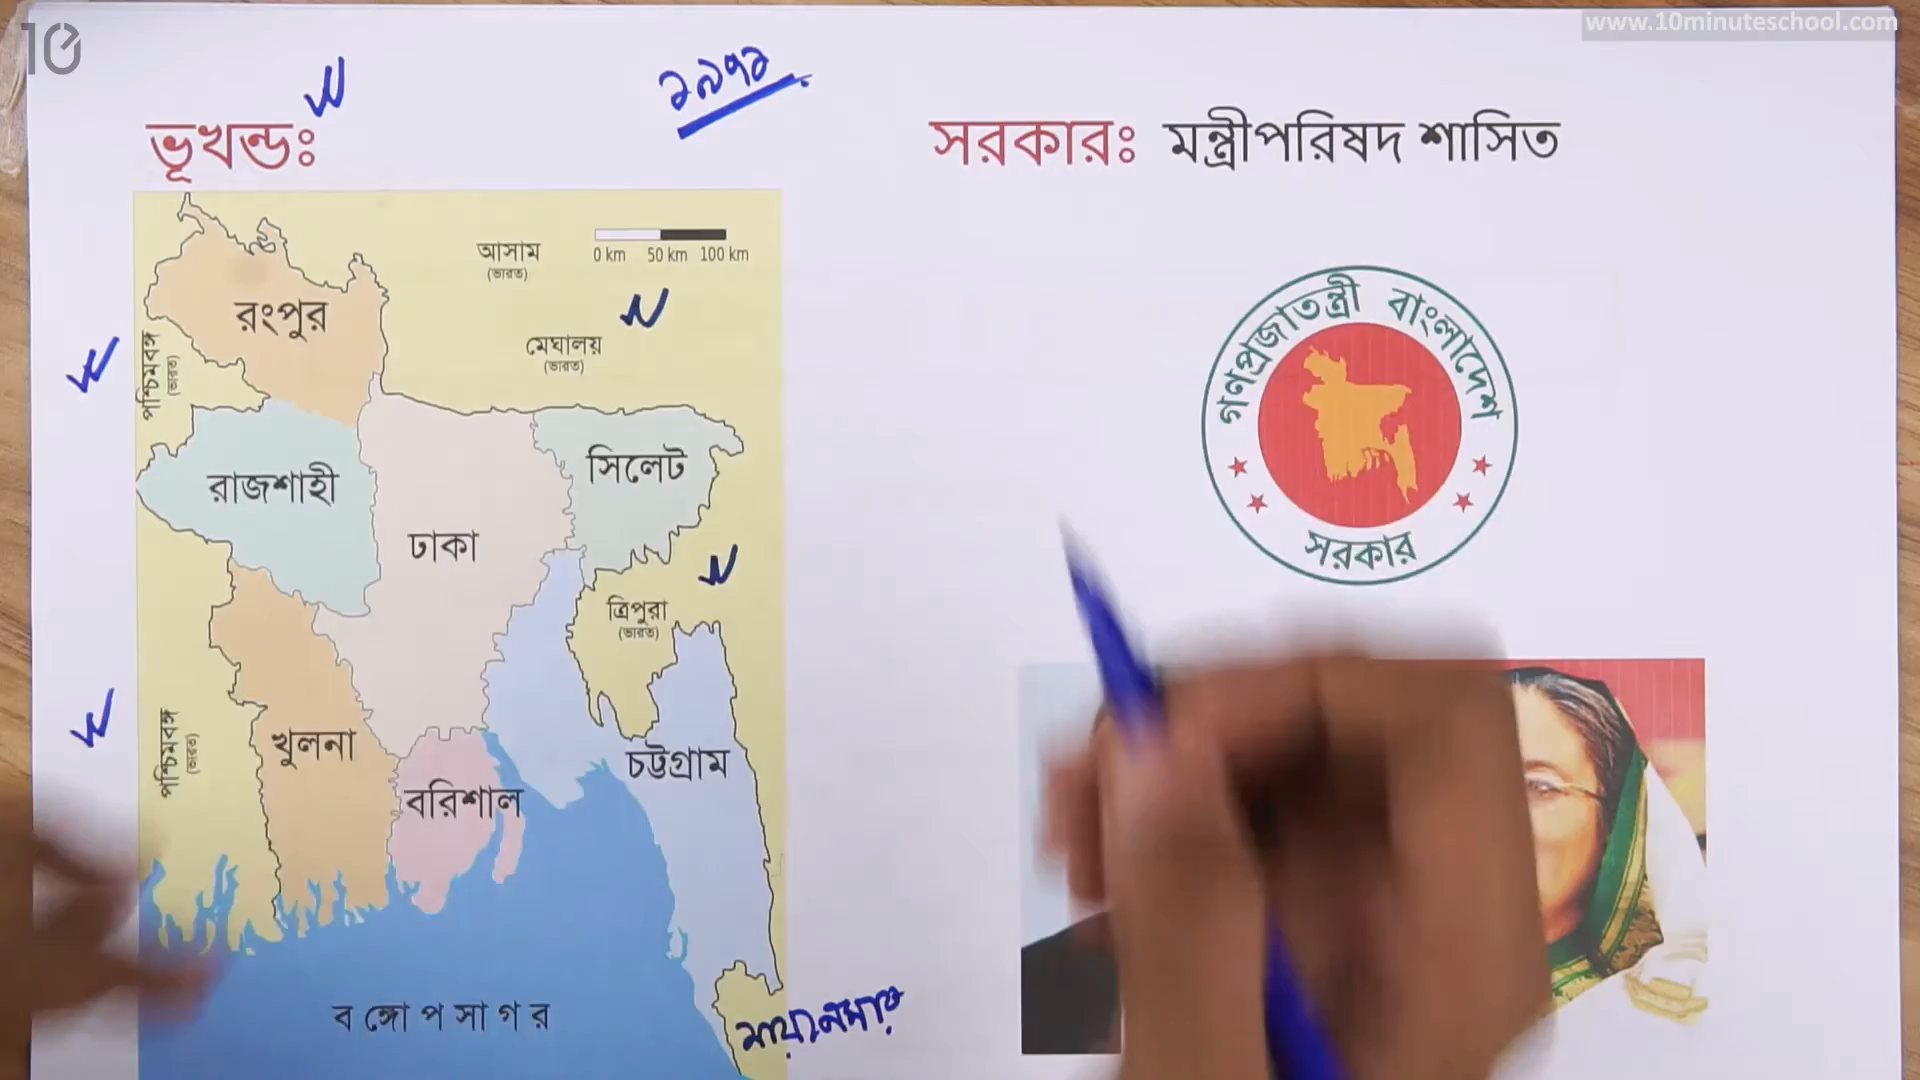 10
www.10minuteschool.com
১৯৭১
ভূখন্ডঃ
সরকারঃ মন্ত্রীপরিষদ শাসিত
আসাম
(ভারত)
0 km 50 km 100 km
রংপুর
মেঘালয়
(ভারত)
পশ্চিমবঙ্গ
(ভারত)
রাজশাহী
সিলেট
ঢাকা
ত্রিপুরা
(ভারত)
পশ্চিমবঙ্গ
(ভারত)
খুলনা
বরিশাল
চট্টগ্রাম
বঙ্গোপসাগর
মায়ানমার
গণপ্রজাতন্ত্রী বাংলাদেশ
সরকার